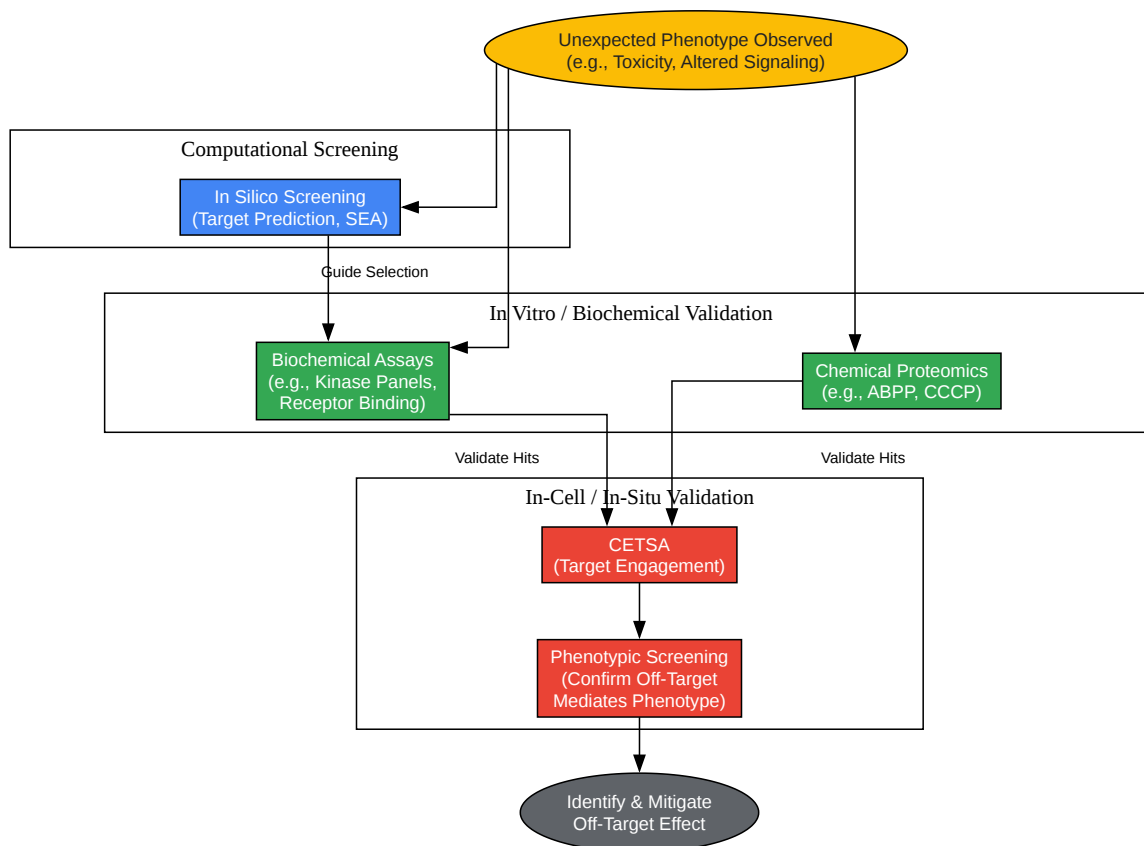 Unexpected Phenotype Observed
(e.g., Toxicity, Altered Signaling)
Computational Screening
In Silico Screening
(Target Prediction, SEA)
Guide Selection
In Vitro / Biochemical Validation
Biochemical Assays
(e.g., Kinase Panels,
Receptor Binding)
Chemical Proteomics
(e.g., ABPP, CCCP)
Validate Hits
Validate Hits
In-Cell / In-Situ Validation
CETSA
(Target Engagement)
Phenotypic Screening
(Confirm Off-Target
Mediates Phenotype)
Identify & Mitigate
Off-Target Effect